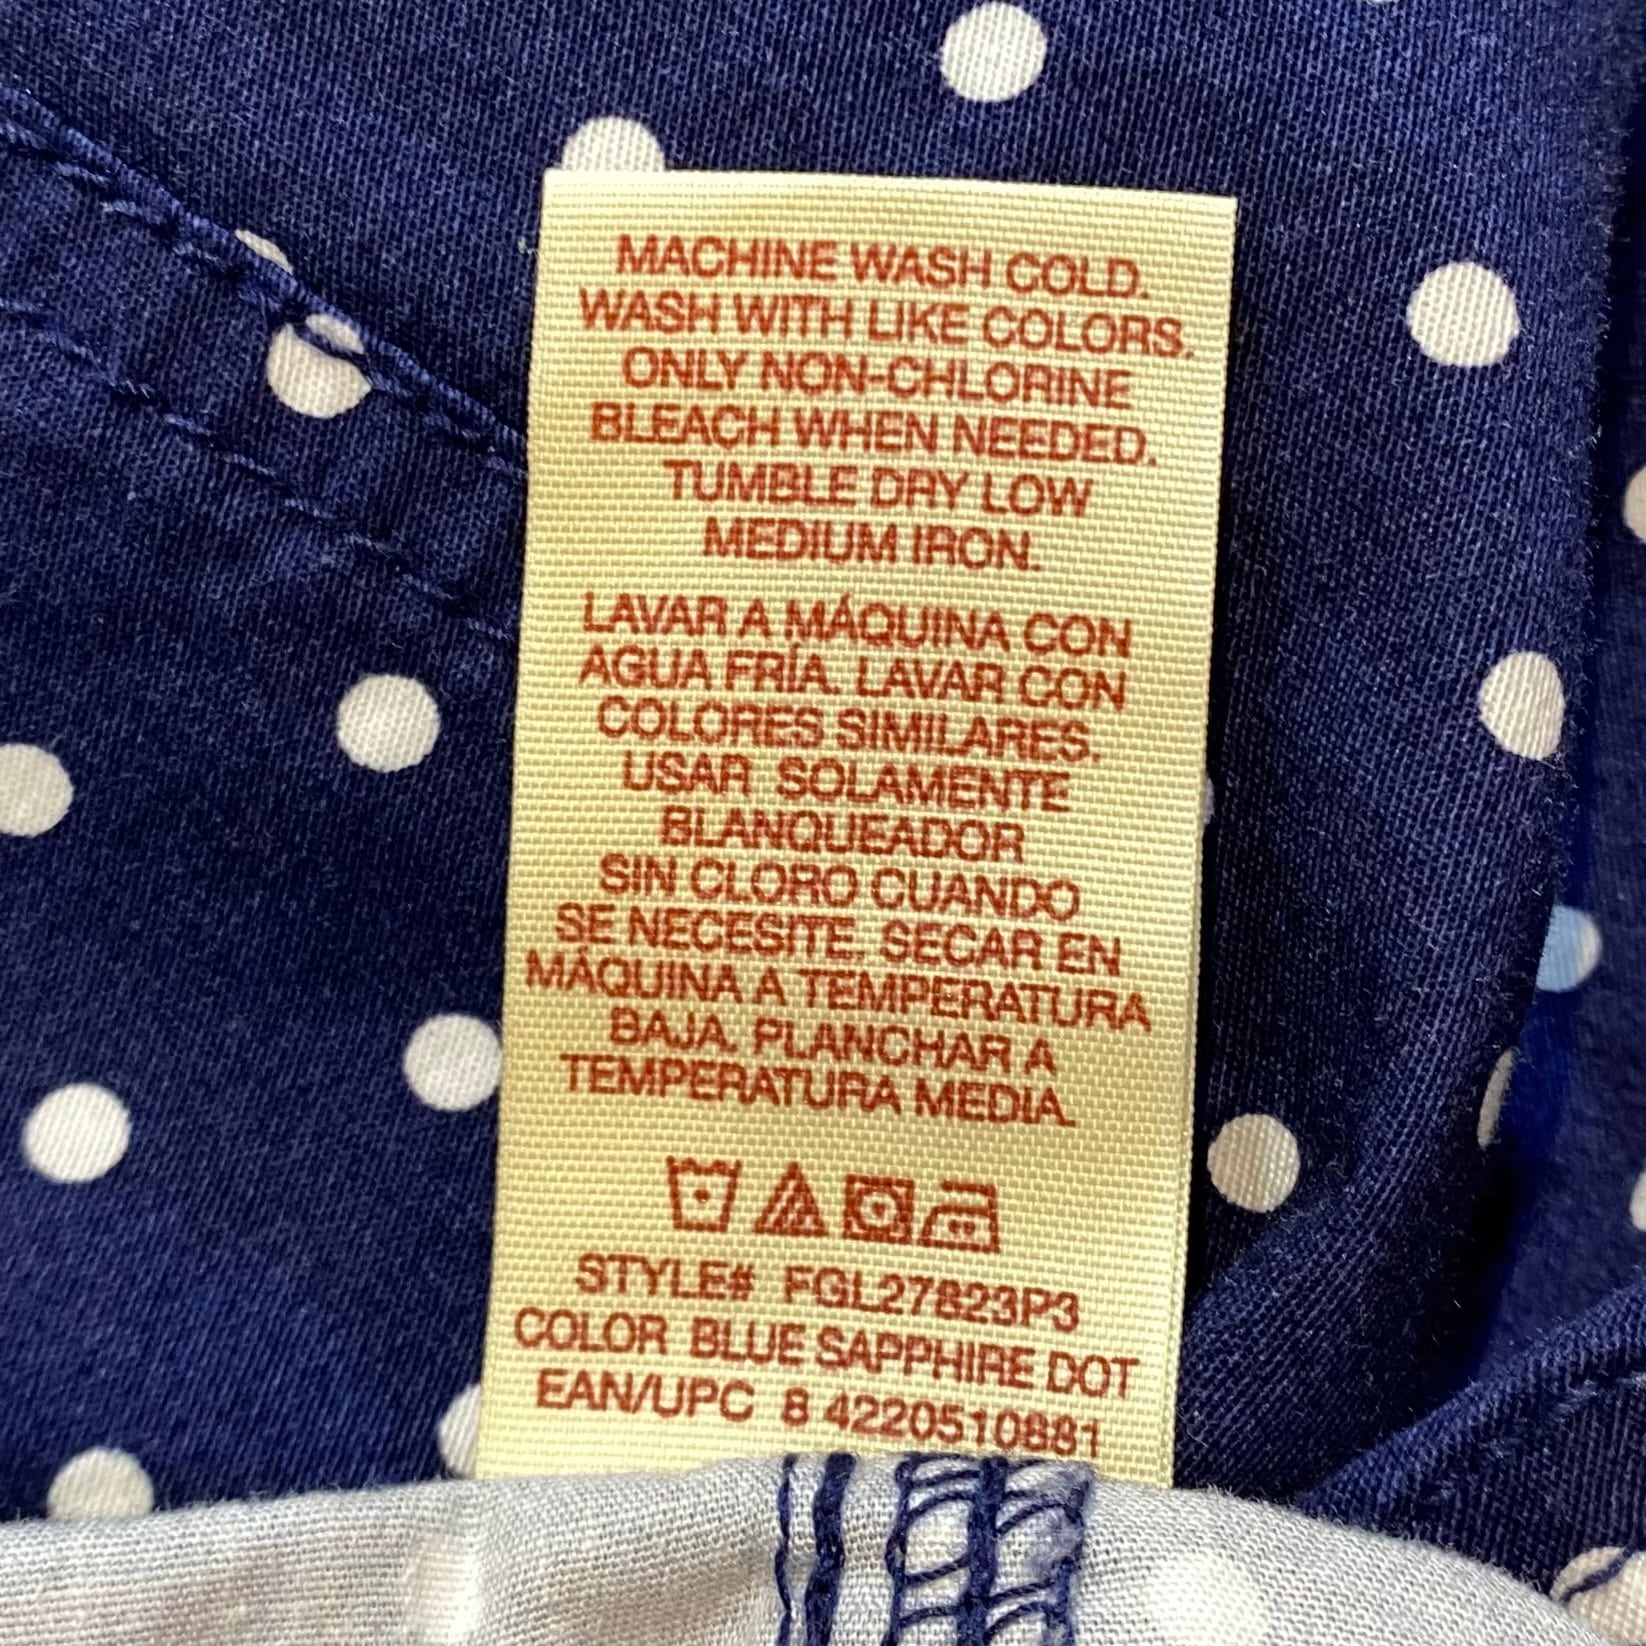 MACHINE WASH COLD.
WASH WITH LIKE COLORS.
ONLY NON-CHLORINE
BLEACH WHEN NEEDED.
TUMBLE DRY LOW
MEDIUM IRON.
LAVAR A MÁQUINA CON
AGUA FRÍA. LAVAR CON
COLORES SIMILARES.
USAR SOLAMENTE
BLANQUEADOR
SIN CLORO CUANDO
SE NECESITE. SECAR EN
MÁQUINA A TEMPERATURA
BAJA. PLANCHAR A
TEMPERATURA MEDIA.
STYLE# FGL27823P3
COLOR BLUE SAPPHIRE DOT
EAN/UPC 8 4220510881